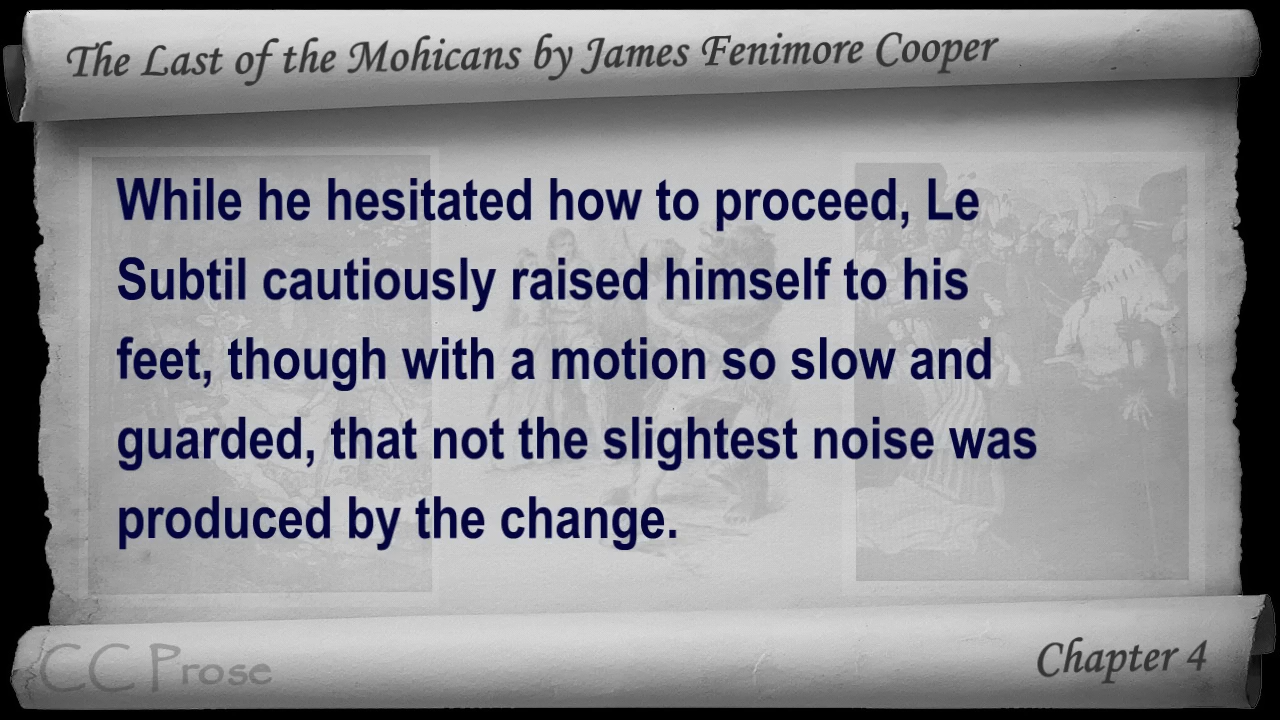 The Last of the Mohicans by James Fenimore Cooper
While he hesitated how to proceed, Le
Subtil cautiously raised himself to his
feet, though with a motion so slow and
guarded, that not the slightest noise was
produced by the change.
CC Prose
Chapter 4